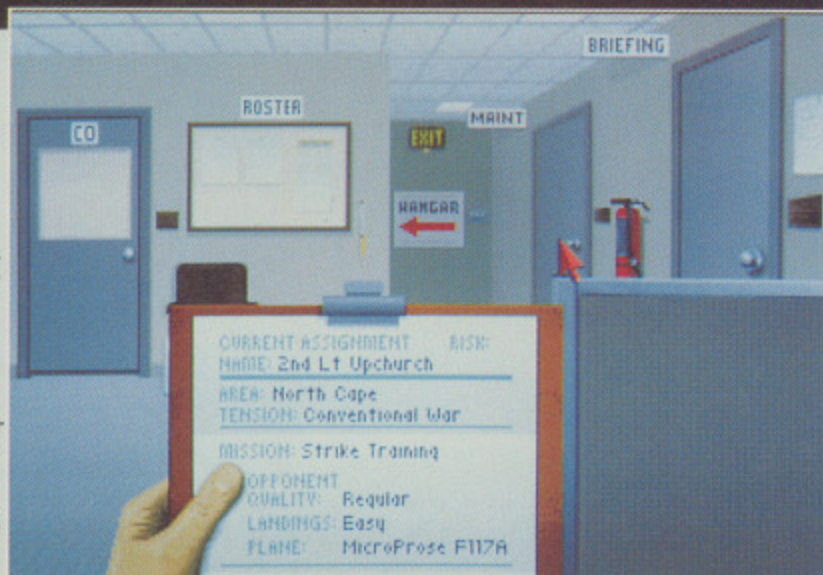 BRIEFING
ROSTER
CO
MAINT
EXIT
HANGAR
CURRENT ASSIGNMENT RISK:
NAME: 2nd Lt Upchurch
AREA: North Cape
TENSION: Conventional War
MISSION: Strike Training
OPPONENT
QUALITY: Regular
LANDINGS: Easy
PLANE: MicroProse F117A